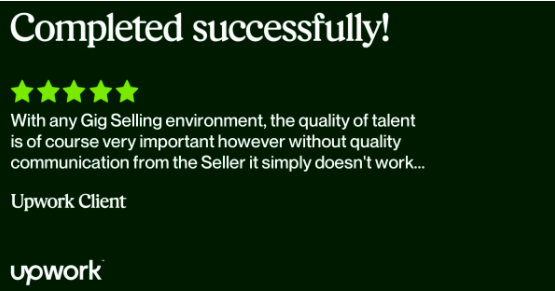 Completed successfully!
With any Gig Selling environment, the quality of talent
is of course very important however without quality
communication from the Seller it simply doesn't work...
Upwork Client
upwork